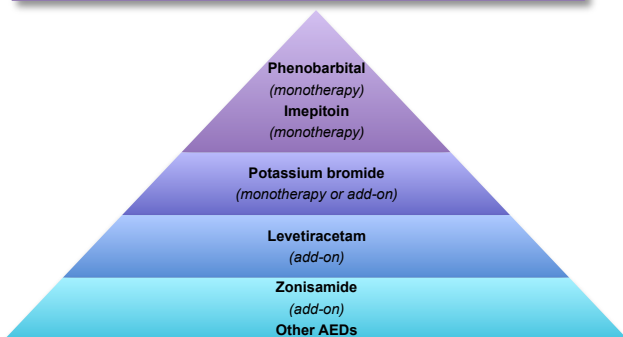 Phenobarbital
(monotherapy)
Imepitoin
(monotherapy)
Potassium bromide
(monotherapy or add-on)
Levetiracetam
(add-on)
Zonisamide
(add-on)
Other AEDs